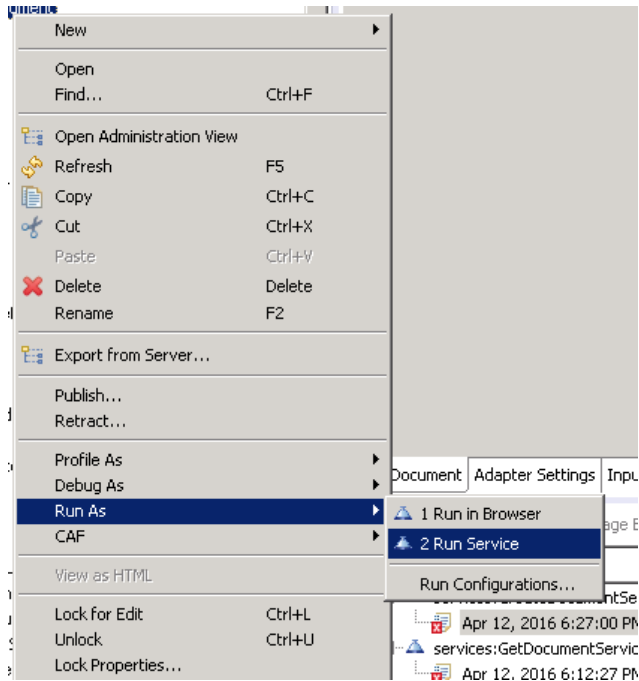 New
Open
Find... Ctrl+F
Open Administration View
Refresh F5
Copy Ctrl+C
Cut Ctrl+X
Paste Ctrl+V
Delete Delete
Rename F2
Export from Server...
Publish...
Retract...
Profile As
Debug As
Run As
CAF
View as HTML
Lock for Edit Ctrl+L
Unlock Ctrl+U
Lock Properties...
Document Adapter Settings Inpu
1 Run in Browser
2 Run Service
Run Configurations...
Apr 12, 2016 6:27:00 PM
services:GetDocumentServic
Apr 12, 2016 6:12:27 PM